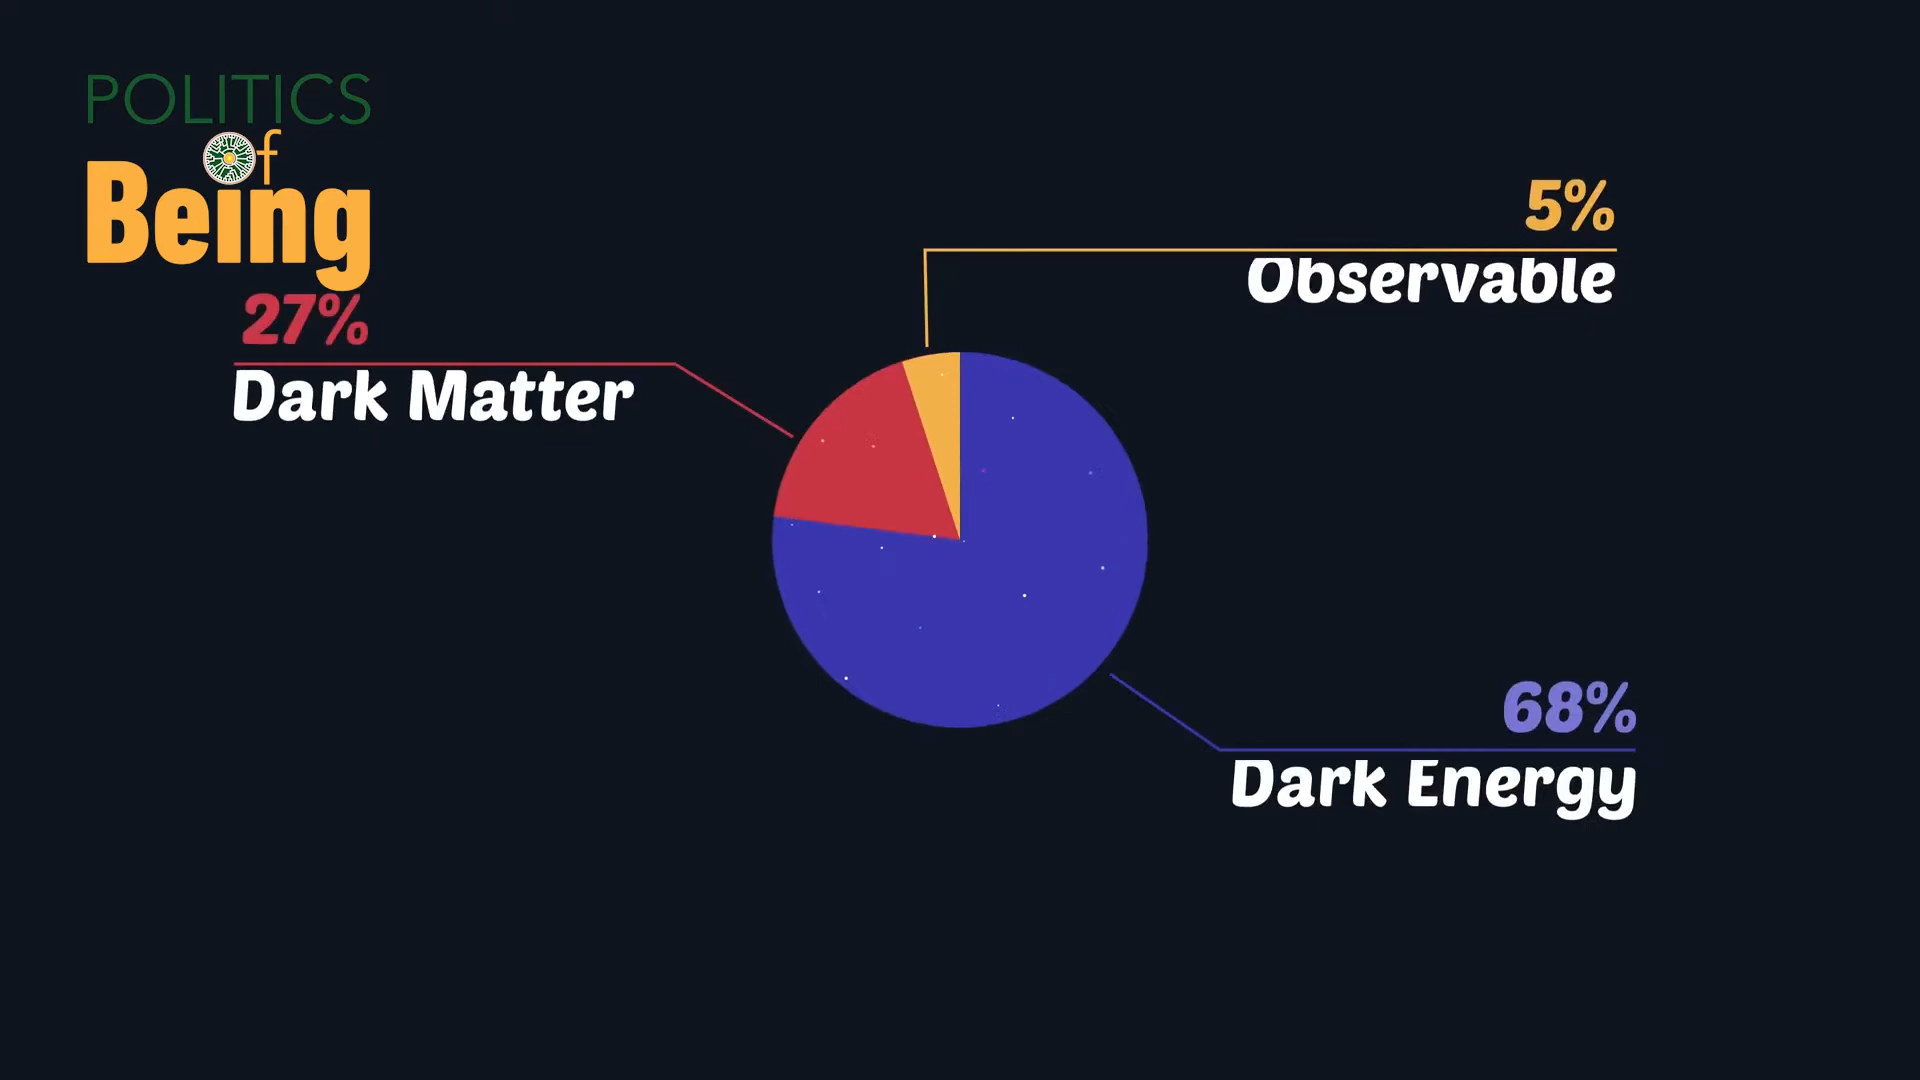 POLITICS
Of
Being
5%
Observable
27%
Dark Matter
68%
Dark Energy